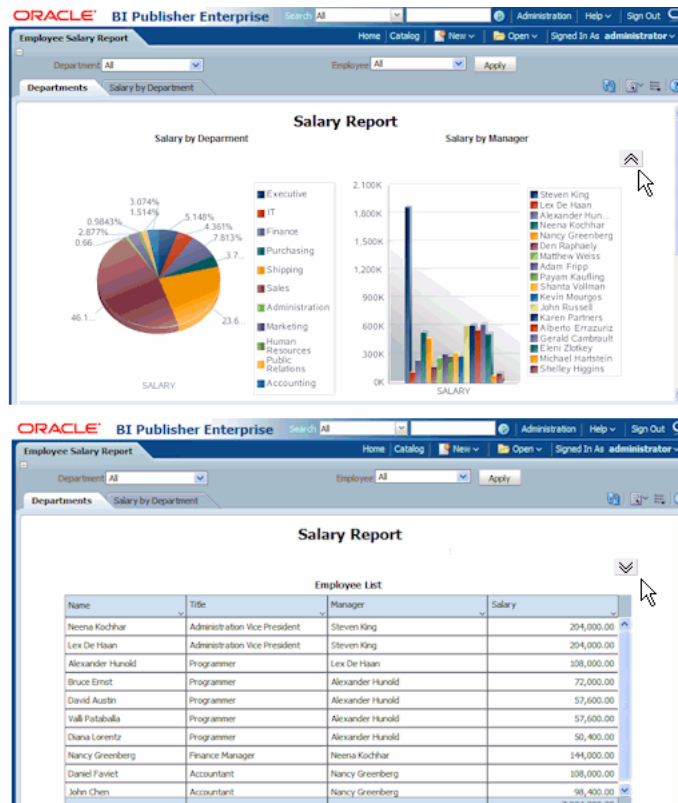 ORACLE' BI Publisher Enterprise Search All Administration Help Sign Out
Employee Salary Report Home Catalog New Open Signed In As administrator
Department All Employee All Apply
Departments Salary by Department
Salary Report
Salary by Deparment Salary by Manager
3.074%
1.514%
0.9843%
2.877%
0.66...
5.148%
4.361%
7.813%
3.7...
46.1...
23.6...
SALARY
Executive
IT
Finance
Purchasing
Shipping
Sales
Administration
Marketing
Human
Resources
Public
Relations
Accounting
2,100K
1,800K
1,500K
1,200K
900K
600K
300K
0K
SALARY
Steven King
Lex De Haan
Alexander Hun...
Neena Kochhar
Nancy Greenberg
Den Raphaely
Matthew Weiss
Adam Fripp
Payam Kaufling
Shanta Vollman
Kevin Mourgos
John Russell
Karen Partners
Alberto Errazuriz
Gerald Cambrault
Eleni Zlotkey
Michael Hartstein
Shelley Higgins
ORACLE' BI Publisher Enterprise Search All Administration Help Sign Out
Employee Salary Report Home Catalog New Open Signed In As administrator
Department All Employee All Apply
Departments Salary by Department
Salary Report
Employee List
Name Title Manager Salary
Neena Kochhar Administration Vice President Steven King 204,000.00
Lex De Haan Administration Vice President Steven King 204,000.00
Alexander Hunold Programmer Lex De Haan 108,000.00
Bruce Ernst Programmer Alexander Hunold 72,000.00
David Austin Programmer Alexander Hunold 57,600.00
Valli Pataballa Programmer Alexander Hunold 57,600.00
Diana Lorentz Programmer Alexander Hunold 50,400.00
Nancy Greenberg Finance Manager Neena Kochhar 144,000.00
Daniel Faviet Accountant Nancy Greenberg 108,000.00
John Chen Accountant Nancy Greenberg 98,400.00